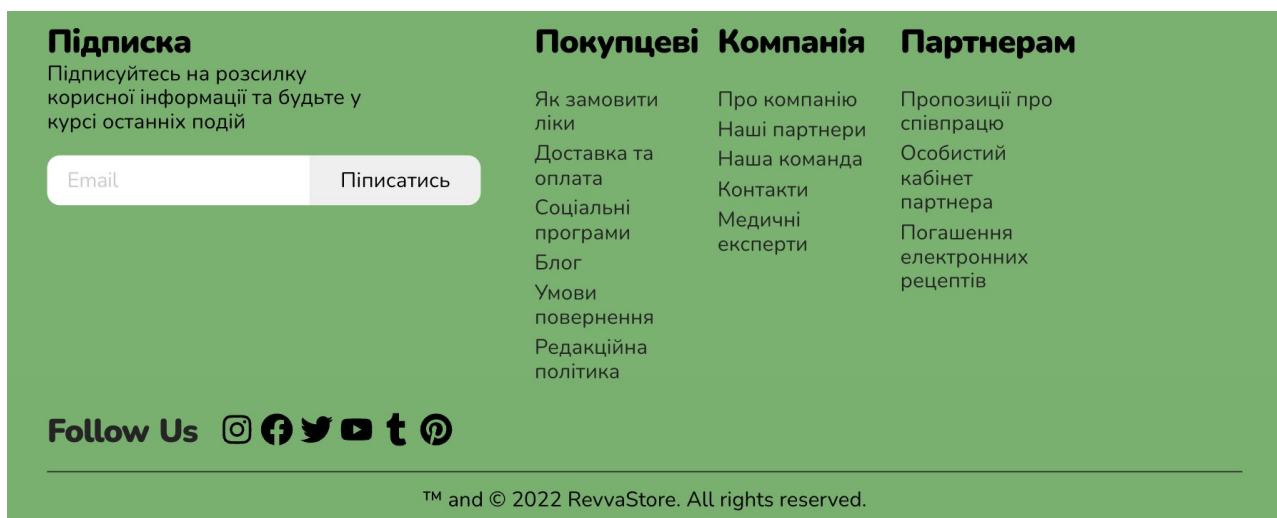 Підписка
Підписуйтесь на розсилку
корисної інформації та будьте у
курсі останніх подій
Email
Піписатись
Покупцеві
Як замовити
ліки
Доставка та
оплата
Соціальні
програми
Блог
Умови
повернення
Редакційна
політика
Компанія
Про компанію
Наші партнери
Наша команда
Контакти
Медичні
експерти
Партнерам
Пропозиції про
співпрацю
Особистий
кабінет
партнера
Погашення
електронних
рецептів
Follow Us
™ and © 2022 RevvaStore. All rights reserved.